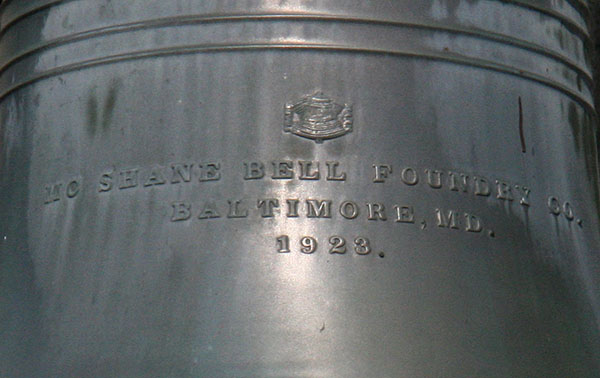 MC SHANE BELL FOUNDRY CO.
BALTIMORE, MD.
1923.